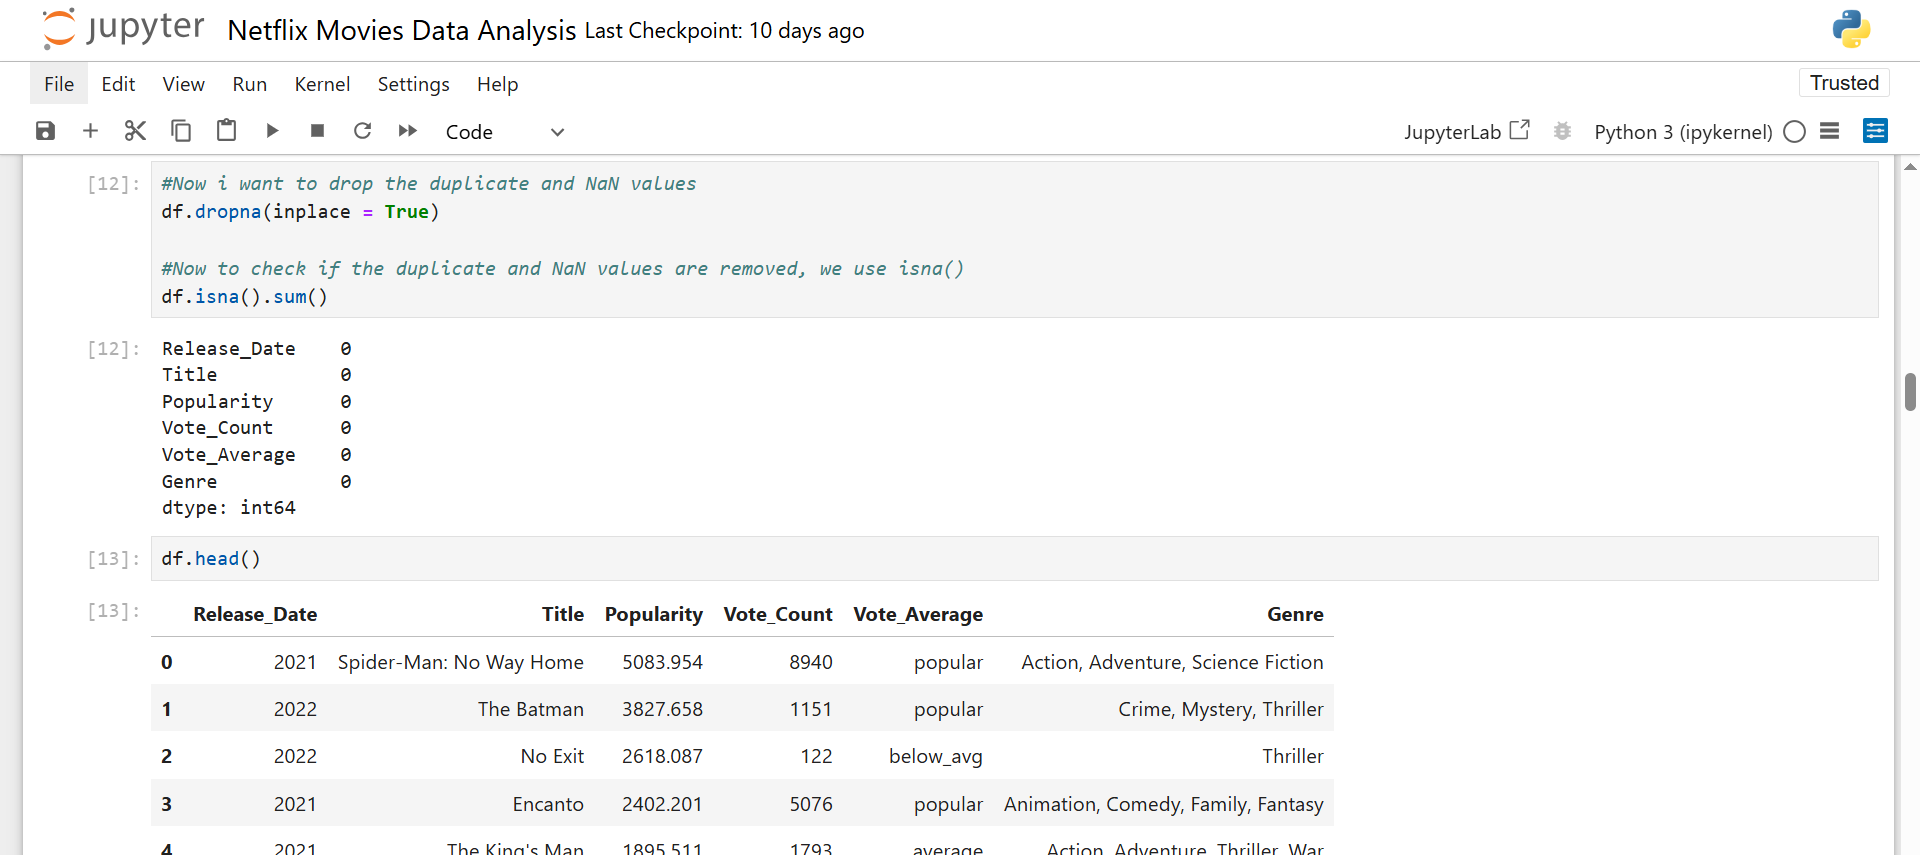 jupyter Netflix Movies Data Analysis Last Checkpoint: 10 days ago
File Edit View Run Kernel Settings Help Trusted
Code JupyterLab Python 3 (ipykernel)
[12]: #Now i want to drop the duplicate and NaN values
df.dropna(inplace = True)
#Now to check if the duplicate and NaN values are removed, we use isna()
df.isna().sum()
[12]: Release_Date 0
Title 0
Popularity 0
Vote_Count 0
Vote_Average 0
Genre 0
dtype: int64
[13]: df.head()
[13]: Release_Date Title Popularity Vote_Count Vote_Average Genre
0 2021 Spider-Man: No Way Home 5083.954 8940 popular Action, Adventure, Science Fiction
1 2022 The Batman 3827.658 1151 popular Crime, Mystery, Thriller
2 2022 No Exit 2618.087 122 below_avg Thriller
3 2021 Encanto 2402.201 5076 popular Animation, Comedy, Family, Fantasy
4 2021 The King's Man 1895.511 1793 average Action, Adventure, Thriller, War